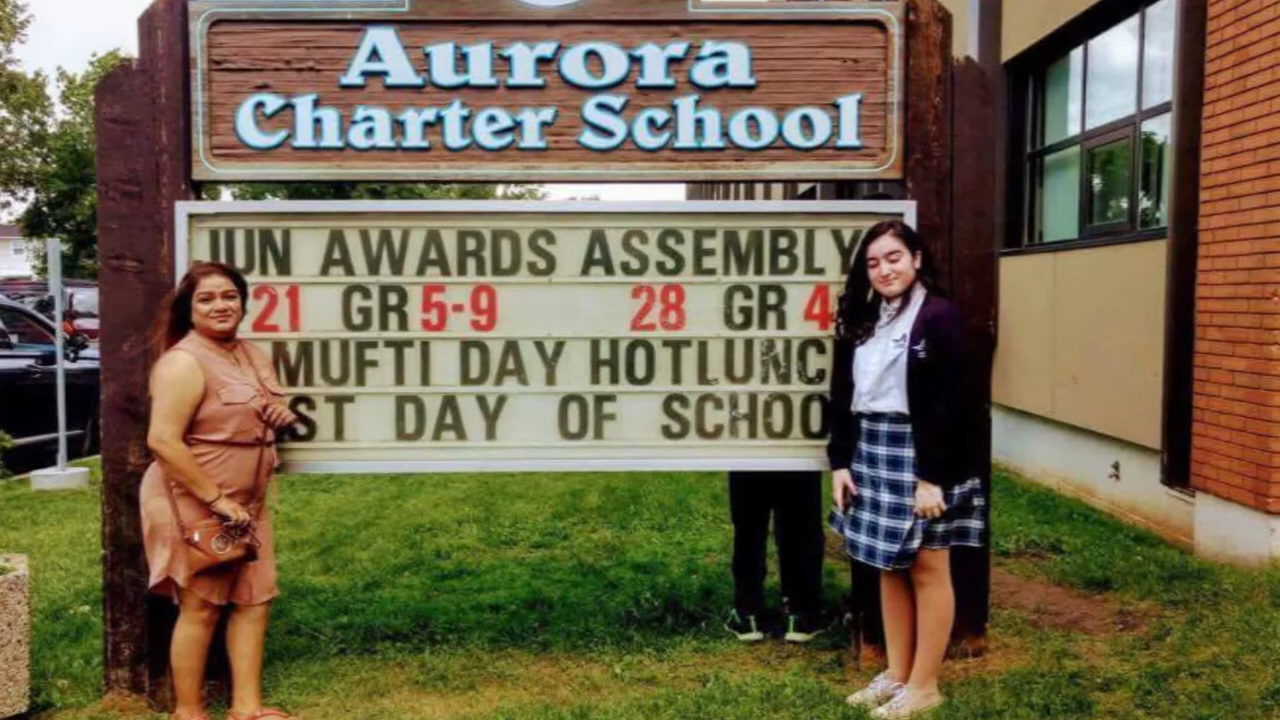 Aurora
Charter School
JUN AWARDS ASSEMBLY
21 GR 5-9 28 GR 4
MUFTI DAY HOTLUNC
ST DAY OF SCHOO